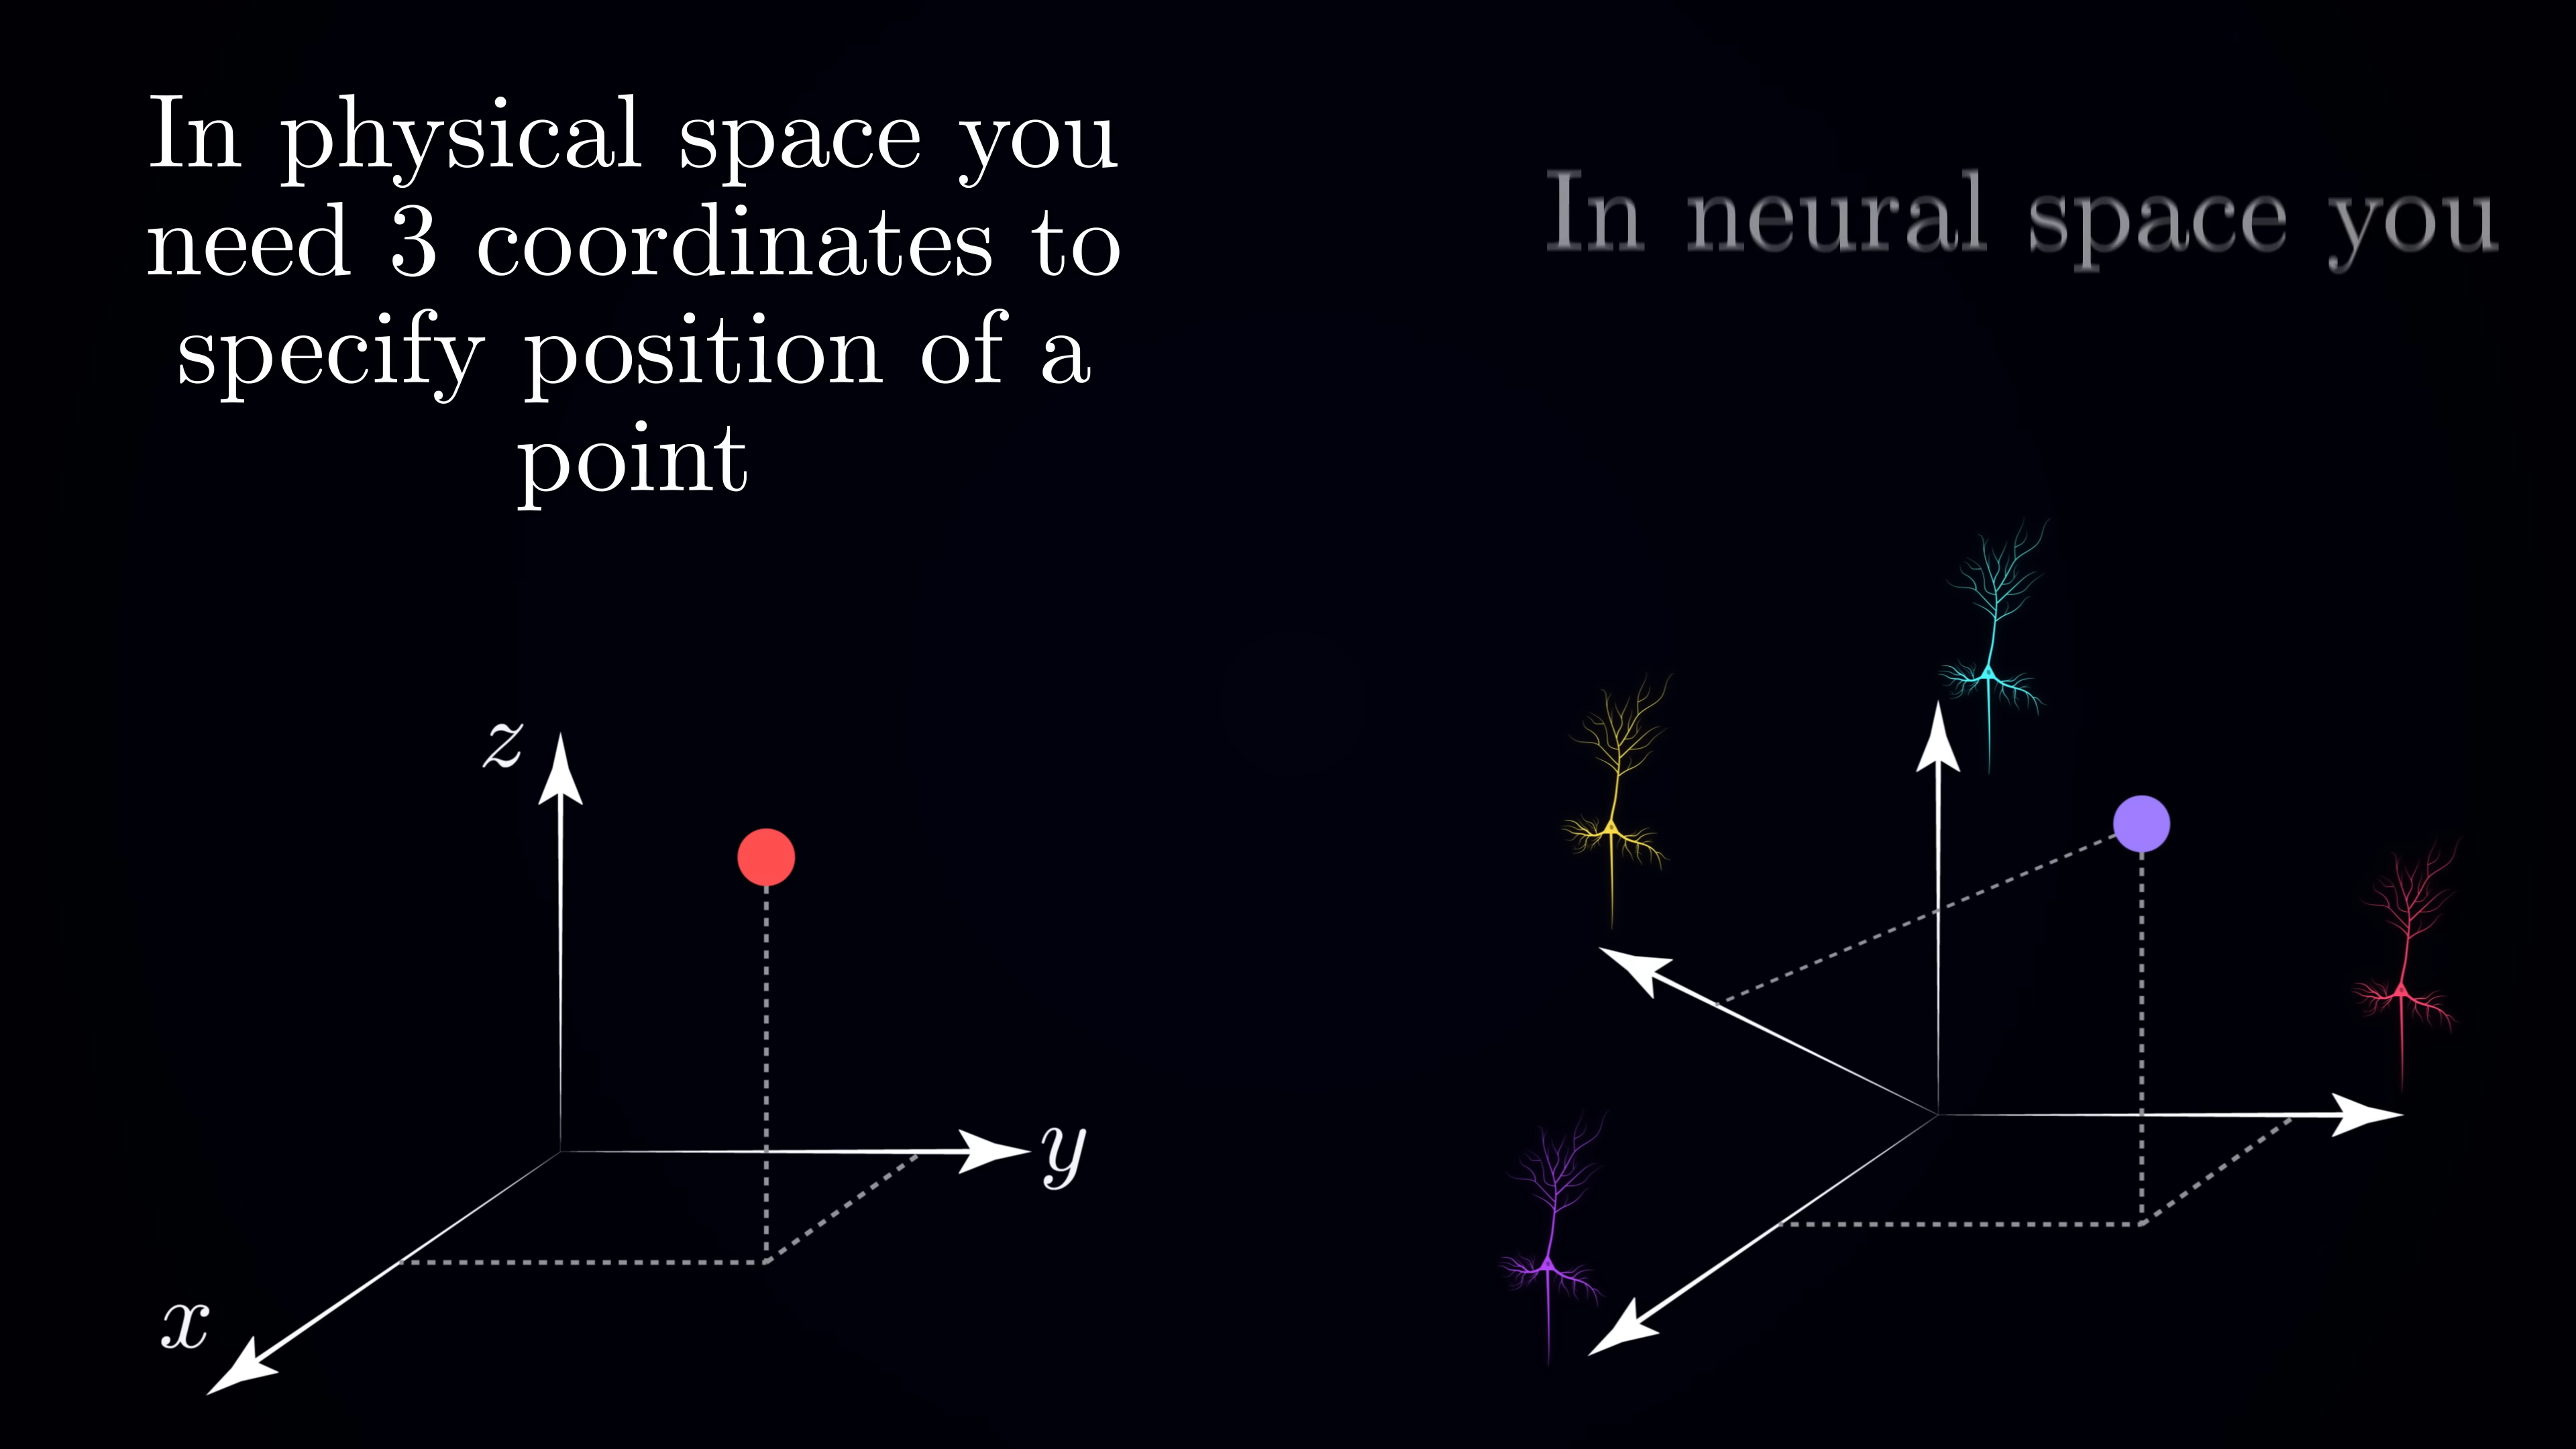 In physical space you
need 3 coordinates to
specify position of a
point
In neural space you
z
y
x